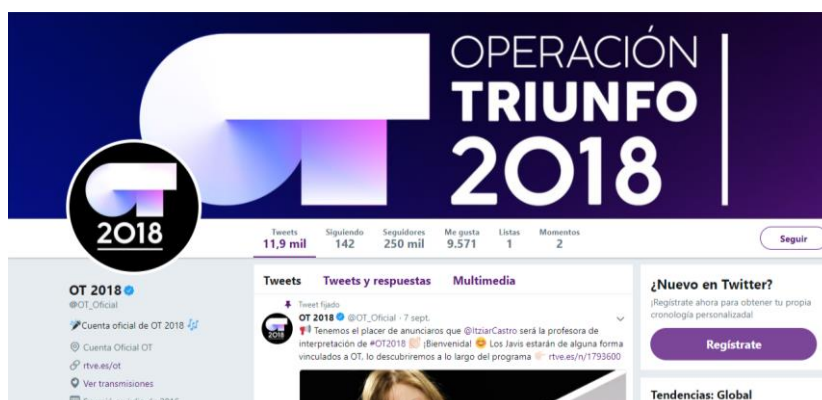 OPERACIÓN
TRIUNFO
2018
2018
Tweets Siguiendo Seguidores Me gusta Listas Momentos
11,9 mil 142 250 mil 9.571 1 2
Seguir
OT 2018
@OT_Oficial
Cuenta oficial de OT 2018
Cuenta Oficial OT
rtve.es/ot
Ver transmisiones
Tweets Tweets y respuestas Multimedia
Tweet fijado
OT 2018 @OT_Oficial · 7 sept.
Tenemos el placer de anunciaros que @ItziarCastro será la profesora de
interpretación de #OT2018 ¡Bienvenida! Los Javis estarán de alguna forma
vinculados a OT, lo descubriremos a lo largo del programa rtve.es/n/1793600
¿Nuevo en Twitter?
¡Regístrate ahora para obtener tu propia
cronología personalizada!
Regístrate
Tendencias: Global